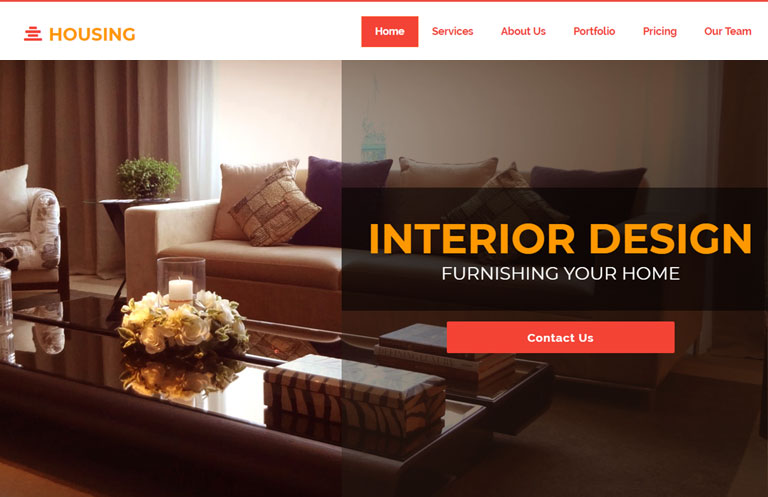 HOUSING
Home Services About Us Portfolio Pricing Our Team
INTERIOR DESIGN
FURNISHING YOUR HOME
Contact Us